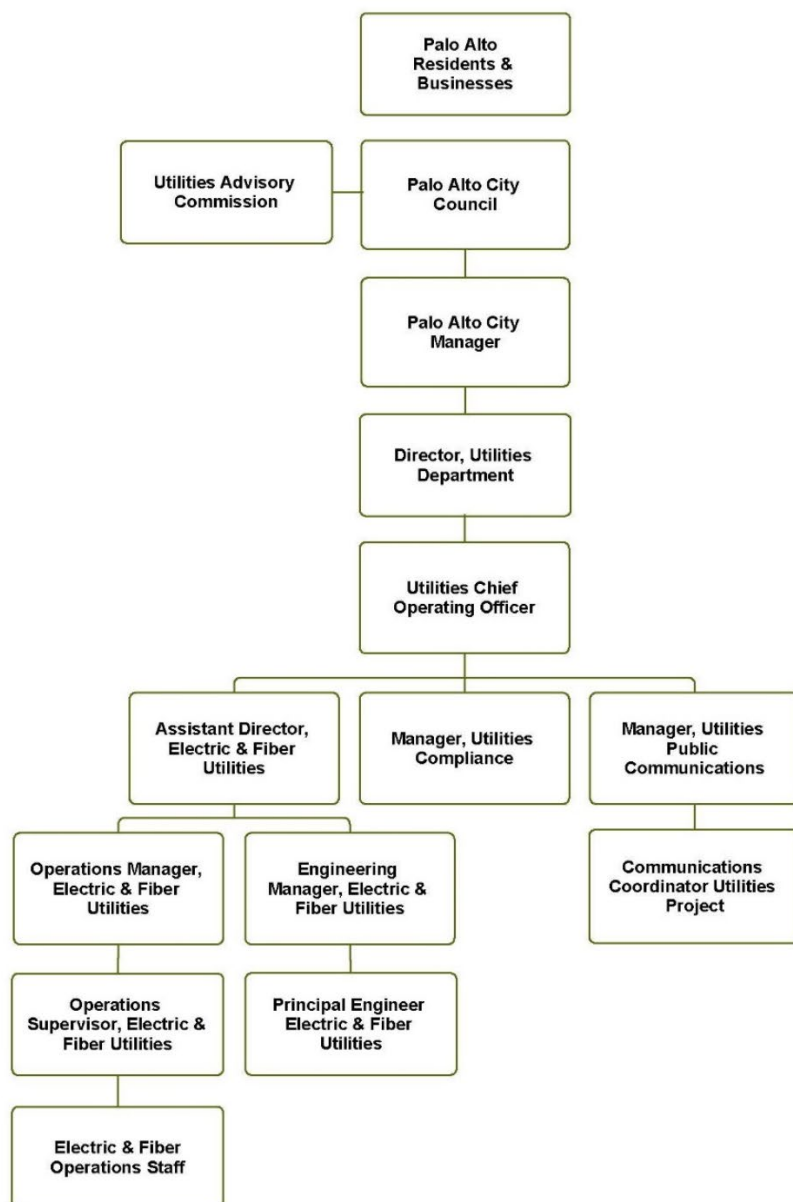 Palo Alto
Residents &
Businesses
Utilities Advisory
Commission
Palo Alto City
Council
Palo Alto City
Manager
Director, Utilities
Department
Utilities Chief
Operating Officer
Assistant Director,
Electric & Fiber
Utilities
Manager, Utilities
Compliance
Manager, Utilities
Public
Communications
Operations Manager,
Electric & Fiber
Utilities
Engineering
Manager, Electric &
Fiber Utilities
Communications
Coordinator Utilities
Project
Operations
Supervisor, Electric &
Fiber Utilities
Principal Engineer
Electric & Fiber
Utilities
Electric & Fiber
Operations Staff